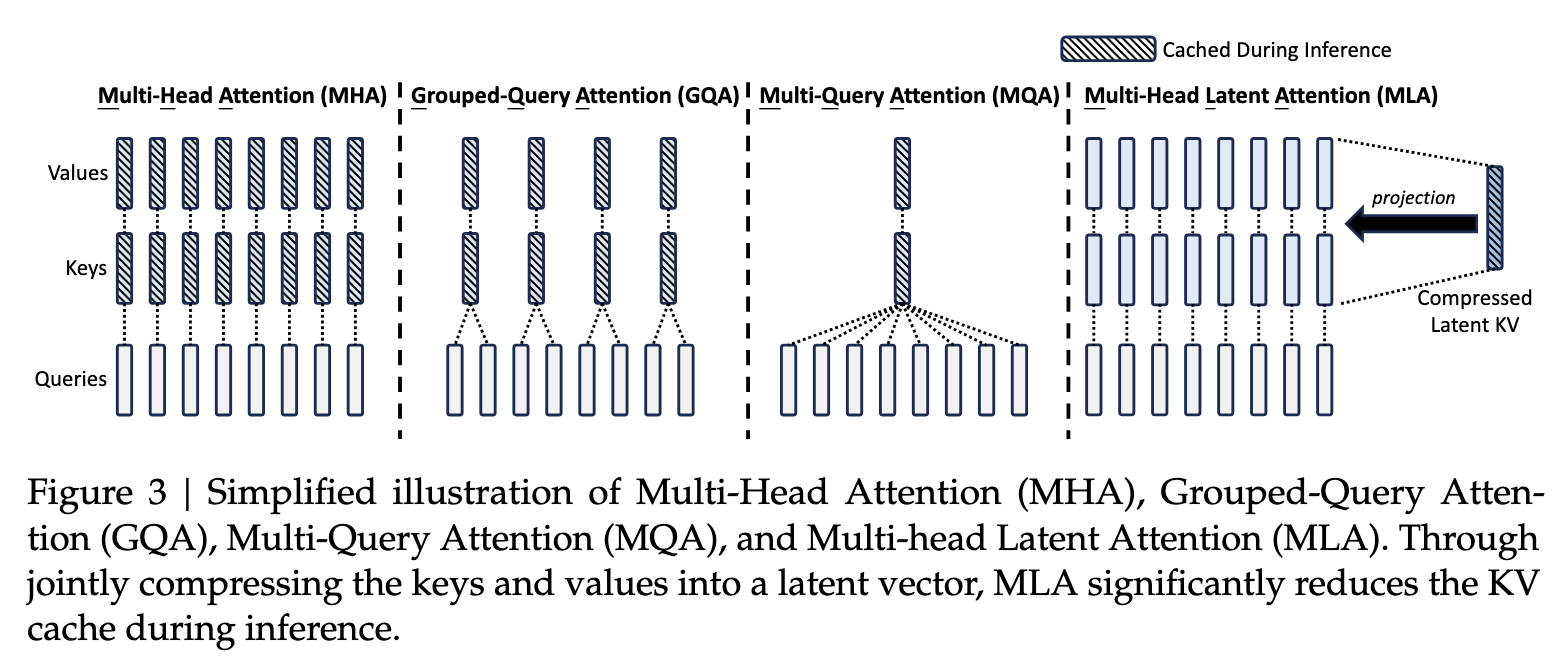 Cached During Inference
Multi-Head Attention (MHA)
Grouped-Query Attention (GQA)
Multi-Query Attention (MQA)
Multi-Head Latent Attention (MLA)
Values
Keys
Queries
projection
Compressed
Latent KV
Figure 3 | Simplified illustration of Multi-Head Attention (MHA), Grouped-Query Atten-
tion (GQA), Multi-Query Attention (MQA), and Multi-head Latent Attention (MLA). Through
jointly compressing the keys and values into a latent vector, MLA significantly reduces the KV
cache during inference.